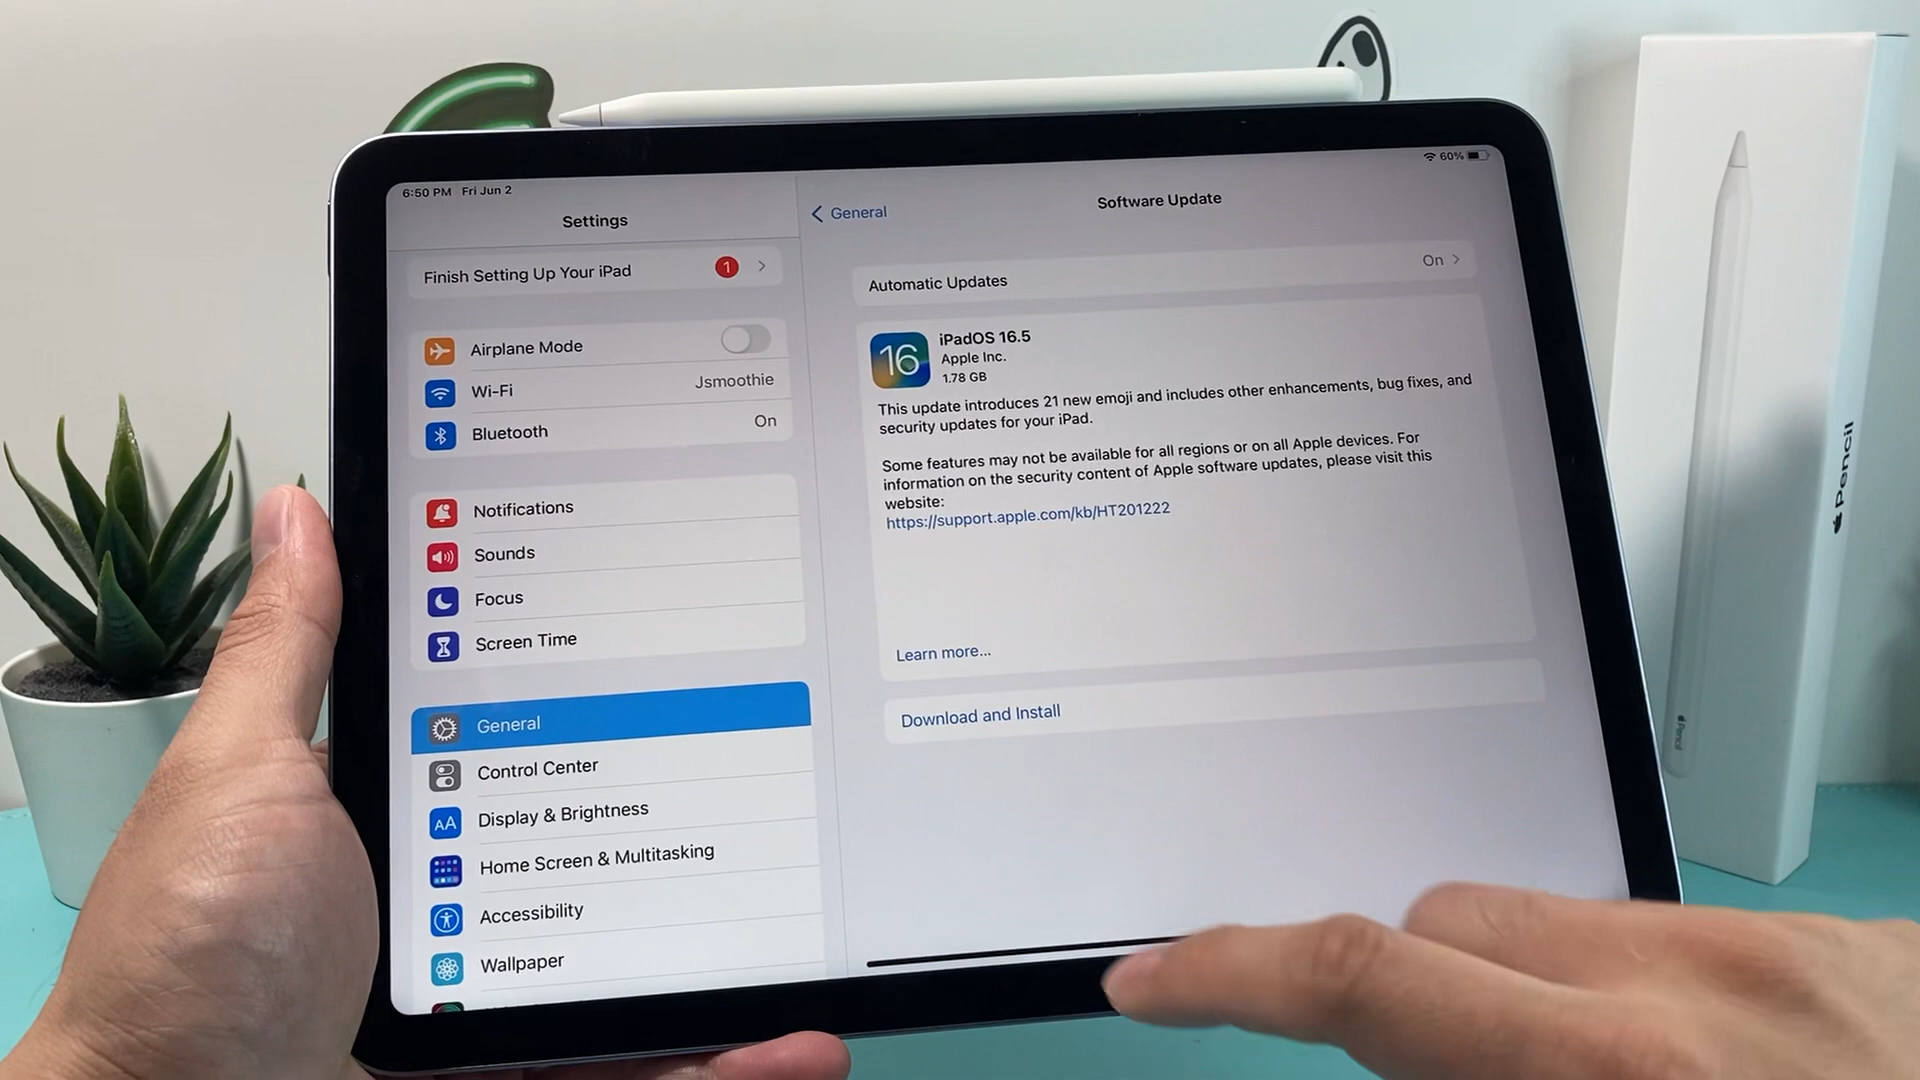 6:50 PM Fri Jun 2
60%
Settings
Finish Setting Up Your iPad
1
Airplane Mode
Wi-Fi
Jsmoothie
Bluetooth
On
Notifications
Sounds
Focus
Screen Time
General
Control Center
AA
Display & Brightness
Home Screen & Multitasking
Accessibility
Wallpaper
General
Software Update
Automatic Updates
On
16
iPadOS 16.5
Apple Inc.
1.78 GB
This update introduces 21 new emoji and includes other enhancements, bug fixes, and
security updates for your iPad.
Some features may not be available for all regions or on all Apple devices. For
information on the security content of Apple software updates, please visit this
website:
https://support.apple.com/kb/HT201222
Learn more...
Download and Install
Pencil
Pencil